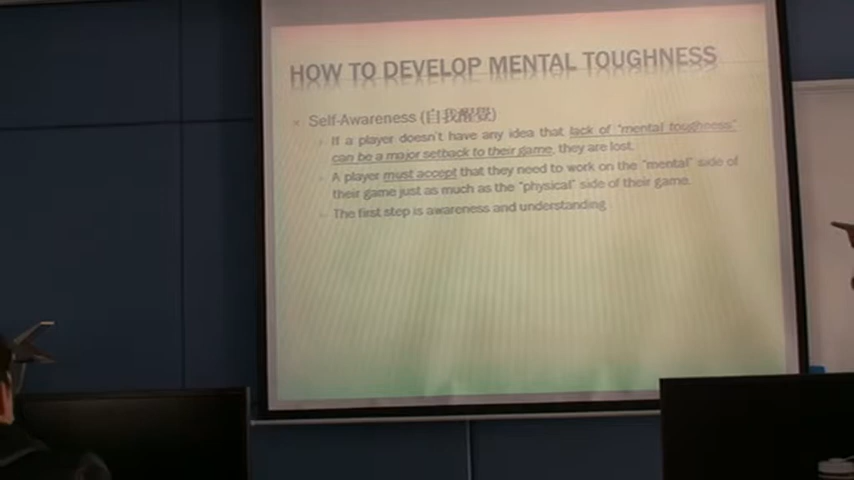 HOW TO DEVELOP MENTAL TOUGHNESS
Self-Awareness (自我醒覺)
If a player doesn't have any idea that lack of "mental toughness"
can be a major setback to their game, they are lost.
A player must accept that they need to work on the "mental" side of
their game just as much as the "physical" side of their game.
The first step is awareness and understanding